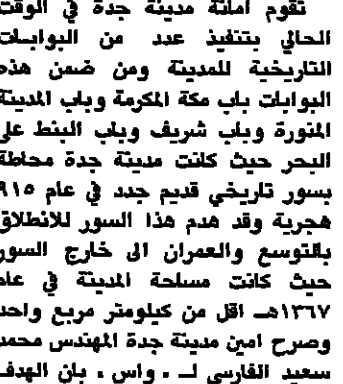 تقوم امانة مدينة جدة في الوقت
الحالي بتنفيذ عدد من البوابات
التاريخية للمدينة ومن ضمن هذه
البوابات باب مكة المكرمة وباب المدينة
المنورة وباب شريف وباب البنط على
البحر حيث كانت مدينة جدة محاطة
بسور تاريخي قديم جدد في عام ٩١٥
هجرية وقد هدم هذا السور للانطلاق
بالتوسع والعمران الى خارج السور
حيث كانت مساحة المدينة في عام
١٣٦٧هـ اقل من كيلومتر مربع واحد
وصرح امين مدينة جدة المهندس محمد
سعيد الفارسي لـ . واس . بان الهدف